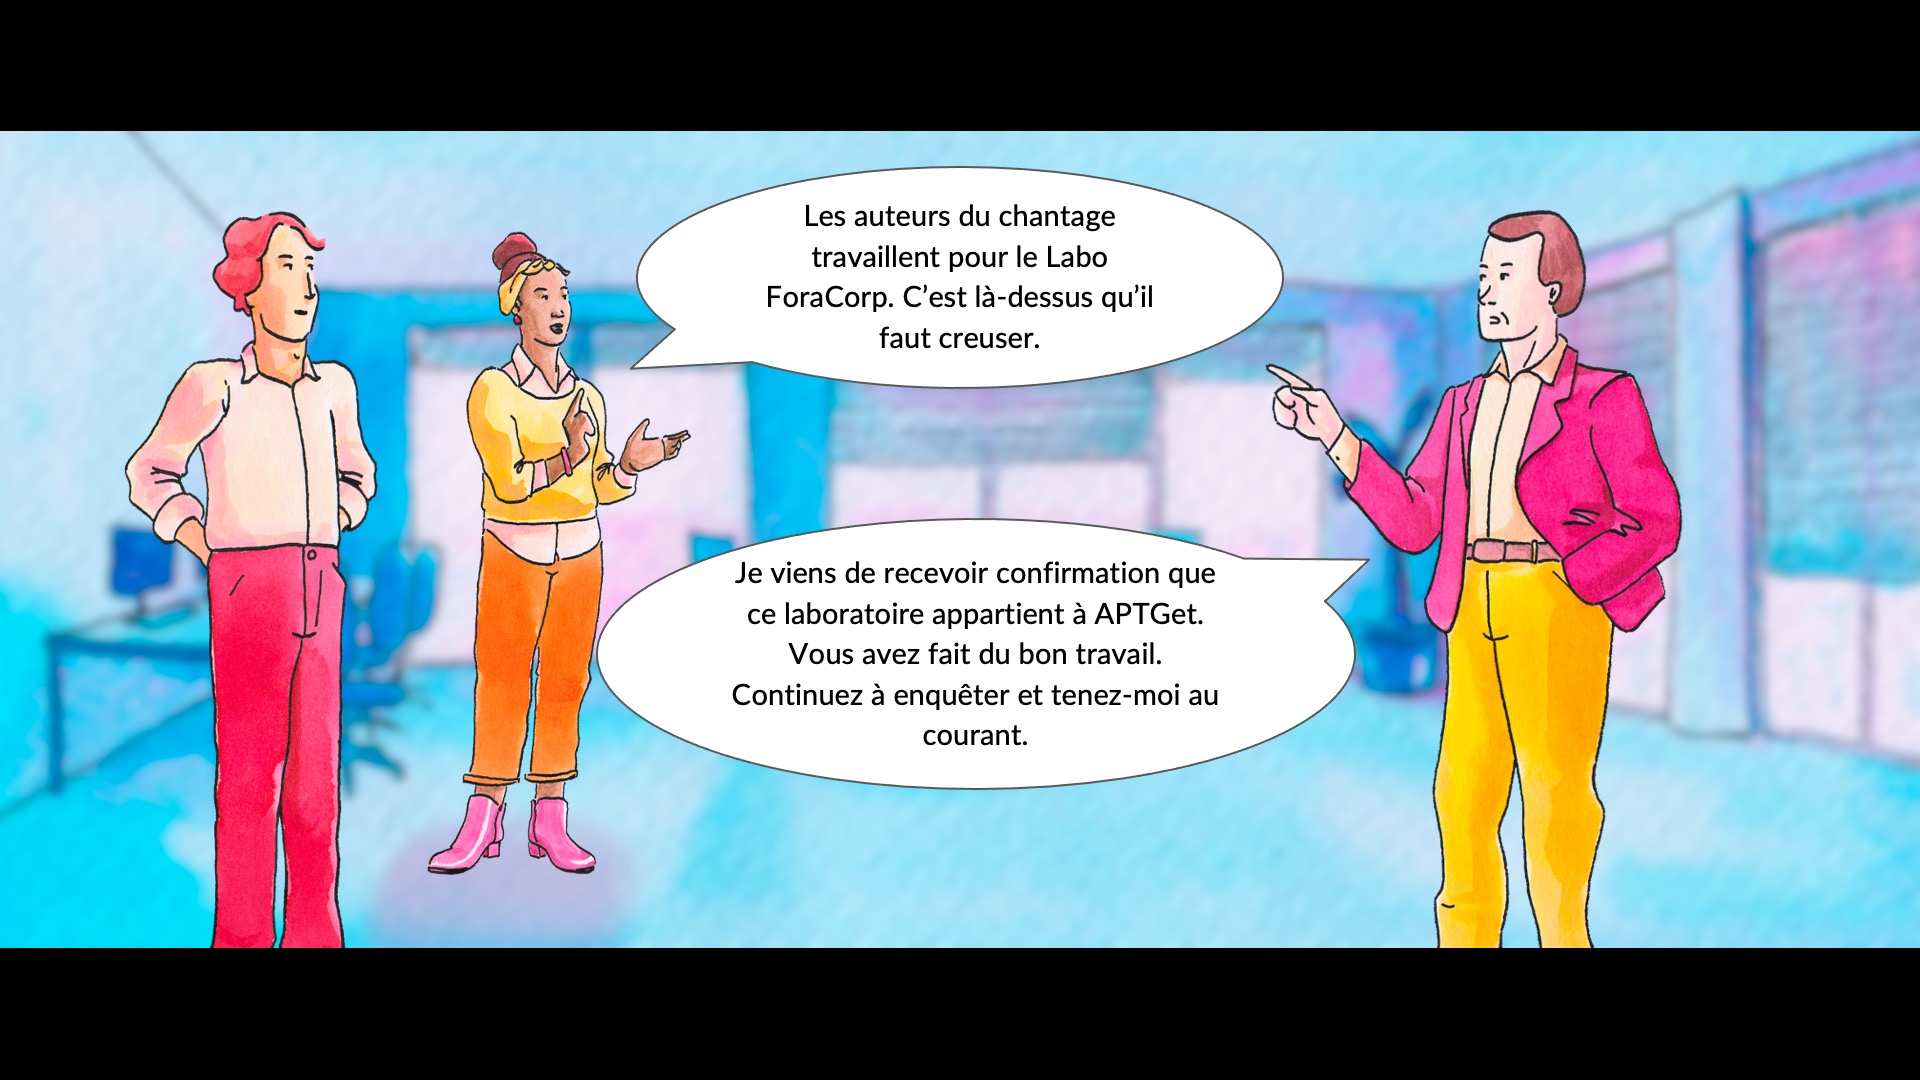 Les auteurs du chantage
travaillent pour le Labo
ForaCorp. C’est là-dessus qu’il
faut creuser.
Je viens de recevoir confirmation que
ce laboratoire appartient à APTGet.
Vous avez fait du bon travail.
Continuez à enquêter et tenez-moi au
courant.